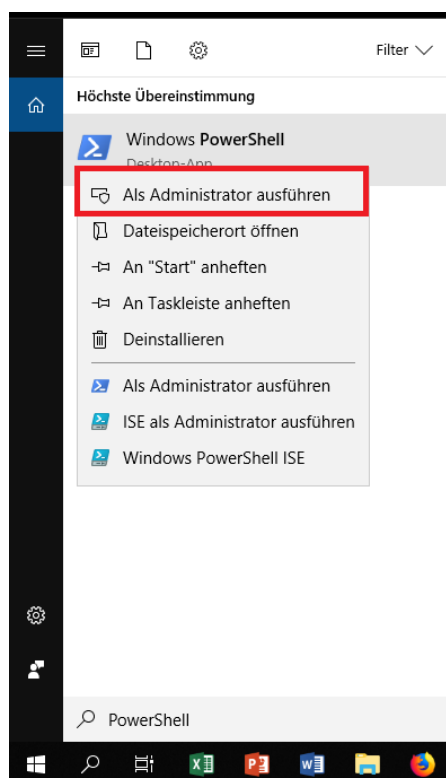 Filter
Höchste Übereinstimmung
Windows PowerShell
Desktop-App
Als Administrator ausführen
Dateispeicherort öffnen
An "Start" anheften
An Taskleiste anheften
Deinstallieren
Als Administrator ausführen
ISE als Administrator ausführen
Windows PowerShell ISE
PowerShell